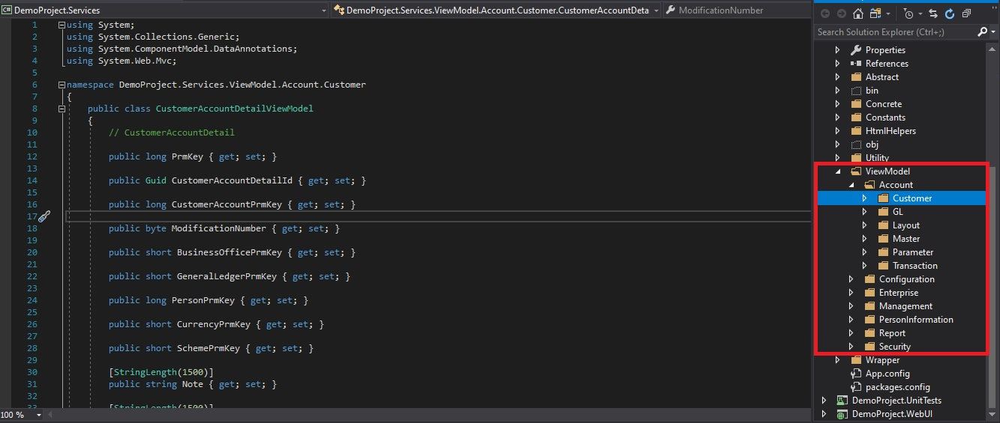 DemoProject.Services
DemoProject.Services.ViewModel.Account.Customer.CustomerAccountDeta
ModificationNumber
1 using System;
2 using System.Collections.Generic;
3 using System.ComponentModel.DataAnnotations;
4 using System.Web.Mvc;
5
6 namespace DemoProject.Services.ViewModel.Account.Customer
7 {
8 public class CustomerAccountDetailViewModel
9 {
10 // CustomerAccountDetail
11
12 public long PrmKey { get; set; }
13
14 public Guid CustomerAccountDetailId { get; set; }
15
16 public long CustomerAccountPrmKey { get; set; }
17
18 public byte ModificationNumber { get; set; }
19
20 public short BusinessOfficePrmKey { get; set; }
21
22 public short GeneralLedgerPrmKey { get; set; }
23
24 public long PersonPrmKey { get; set; }
25
26 public short CurrencyPrmKey { get; set; }
27
28 public short SchemePrmKey { get; set; }
29
30 [StringLength(1500)]
31 public string Note { get; set; }
32
[StringLength(1500)]
100 %
Search Solution Explorer (Ctrl+;)
Properties
References
Abstract
bin
Concrete
Constants
HtmlHelpers
obj
Utility
ViewModel
Account
Customer
GL
Layout
Master
Parameter
Transaction
Configuration
Enterprise
Management
PersonInformation
Report
Security
Wrapper
App.config
packages.config
DemoProject.UnitTests
DemoProject.WebUI